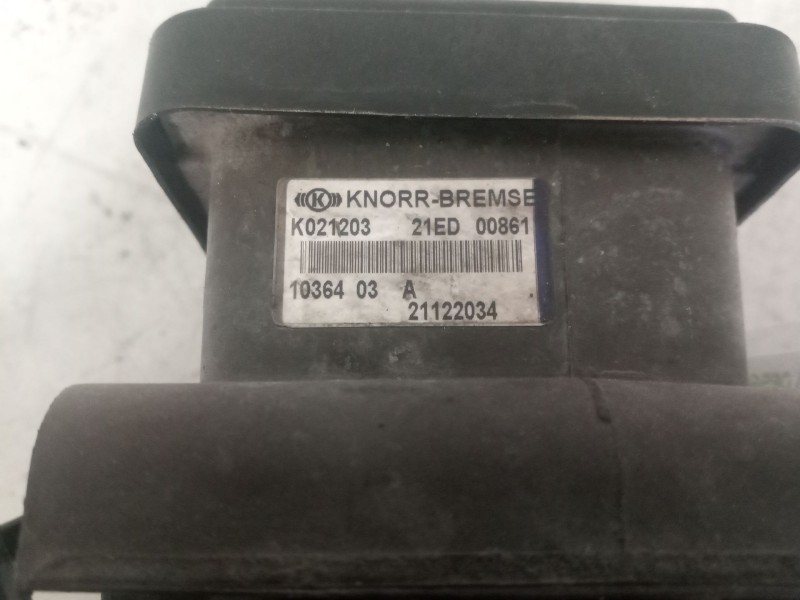 KNORR-BREMSE
K021203 21ED 00861
10364 03 A
21122034